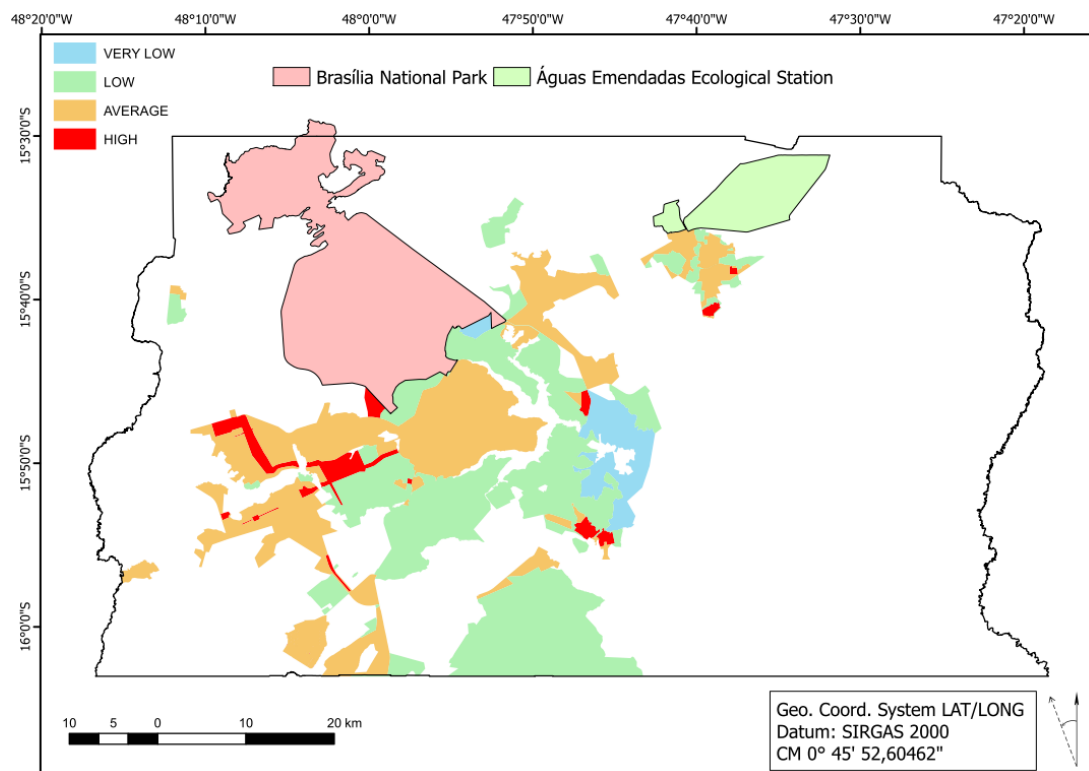 48°20'0"W 48°10'0"W 48°0'0"W 47°50'0"W 47°40'0"W 47°30'0"W 47°20'0"W
VERY LOW
LOW
AVERAGE
HIGH
Brasília National Park Águas Emendadas Ecological Station
15°30'0"S
15°40'0"S
15°50'0"S
16°0'0"S
10 5 0 10 20 km
Geo. Coord. System LAT/LONG
Datum: SIRGAS 2000
CM 0° 45' 52,60462"